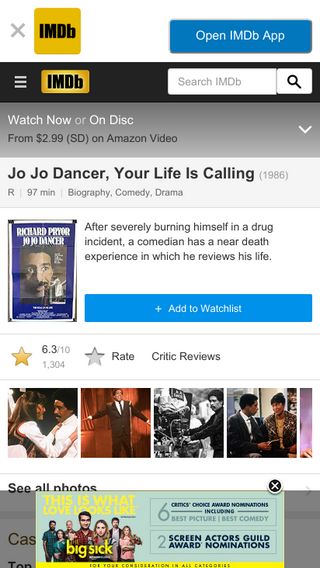 IMDb
Open IMDb App
IMDb
Search IMDb
Watch Now or On Disc
From $2.99 (SD) on Amazon Video
Jo Jo Dancer, Your Life Is Calling (1986)
R | 97 min | Biography, Comedy, Drama
RICHARD PRYOR
JO JO DANCER
After severely burning himself in a drug
incident, a comedian has a near death
experience in which he reviews his life.
+ Add to Watchlist
6.3/10
1,304
Rate
Critic Reviews
See all photos
Cas
Top
THIS IS WHAT
LOVE LOOKS LIKE
the big sick
6 CRITICS' CHOICE AWARD NOMINATIONS
INCLUDING
BEST PICTURE | BEST COMEDY
2 SCREEN ACTORS GUILD
AWARD NOMINATIONS
FOR YOUR CONSIDERATION IN ALL CATEGORIES